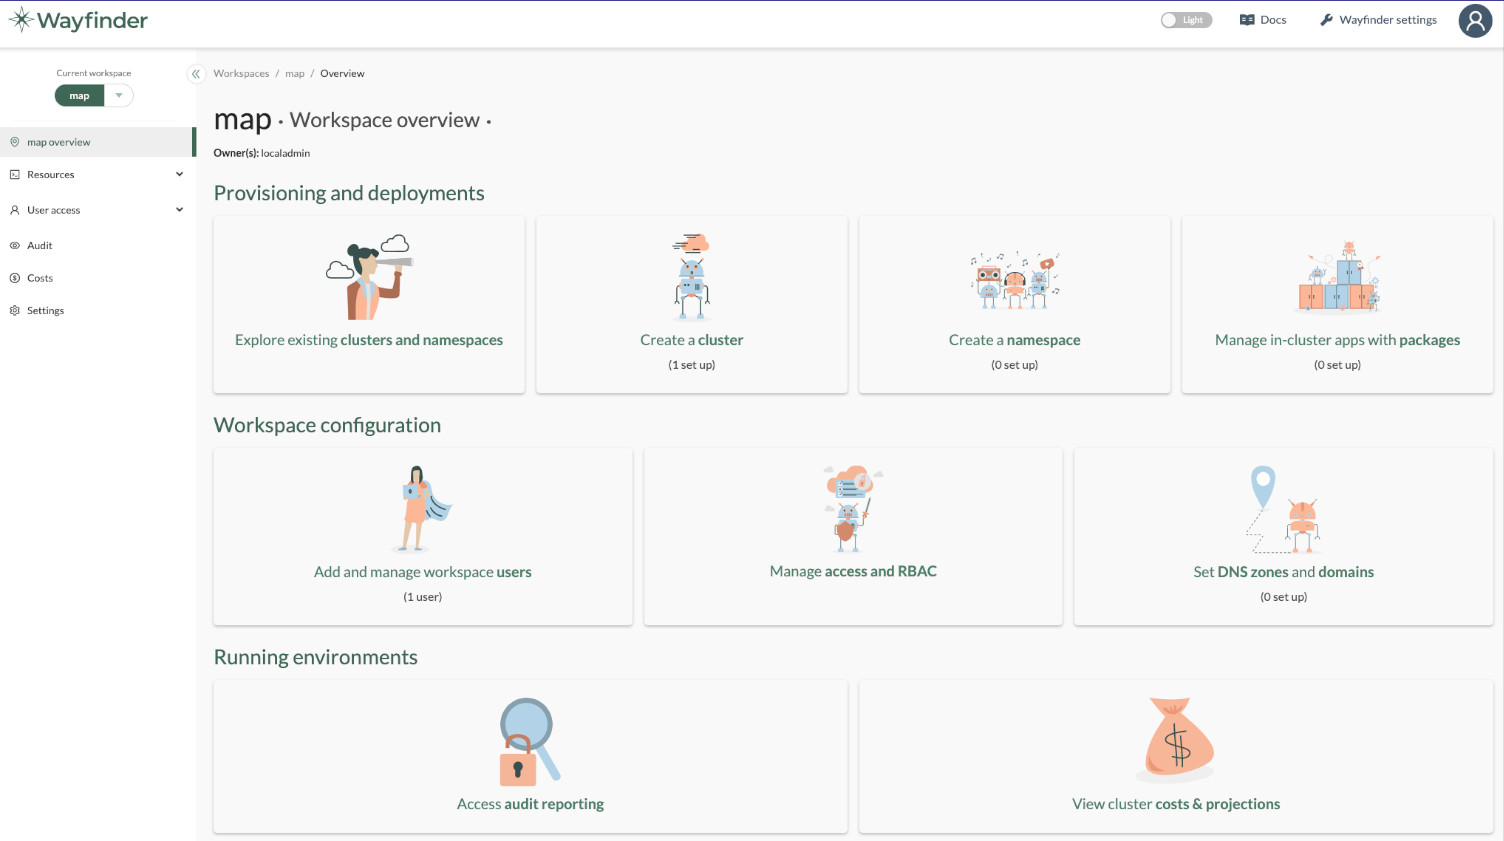 Wayfinder
Light
Docs
Wayfinder settings
Current workspace
map
map overview
Resources
User access
Audit
Costs
Settings
Workspaces / map / Overview
map · Workspace overview ·
Owner(s): localadmin
Provisioning and deployments
Explore existing clusters and namespaces
Create a cluster
(1 set up)
Create a namespace
(0 set up)
Manage in-cluster apps with packages
(0 set up)
Workspace configuration
Add and manage workspace users
(1 user)
Manage access and RBAC
Set DNS zones and domains
(0 set up)
Running environments
Access audit reporting
$
View cluster costs & projections